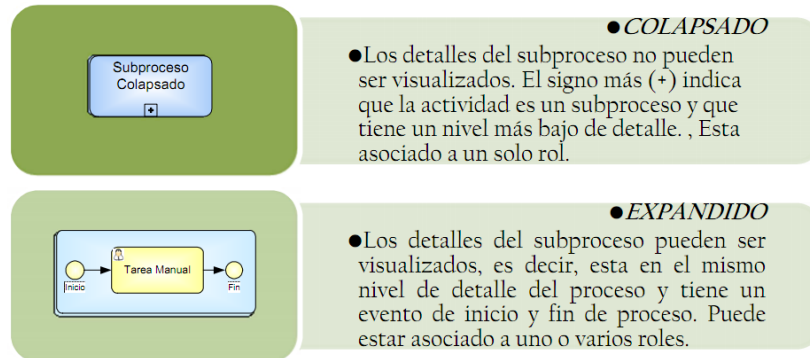 Subproceso
Colapsado
+
●COLAPSADO
●Los detalles del subproceso no pueden
ser visualizados. El signo más (+) indica
que la actividad es un subproceso y que
tiene un nivel más bajo de detalle. , Esta
asociado a un solo rol.
Inicio
Tarea Manual
Fin
●EXPANDIDO
●Los detalles del subproceso pueden ser
visualizados, es decir, esta en el mismo
nivel de detalle del proceso y tiene un
evento de inicio y fin de proceso. Puede
estar asociado a uno o varios roles.